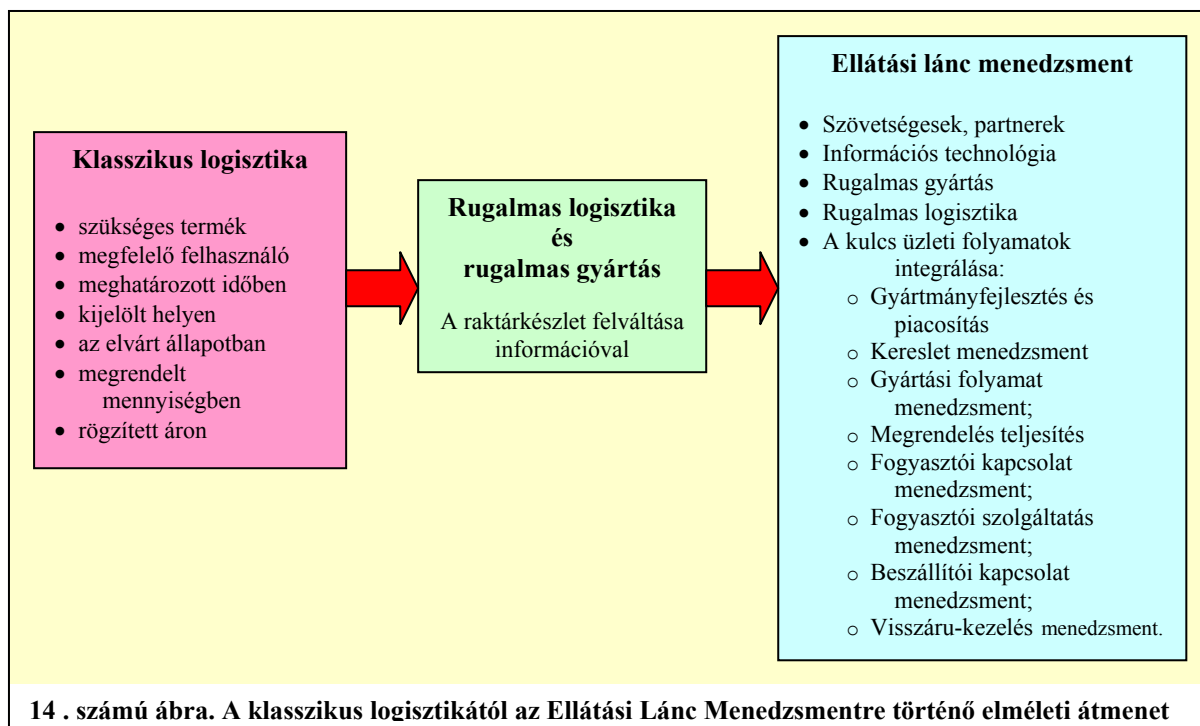 Klasszikus logisztika
• szükséges termék
• megfelelő felhasználó
• meghatározott időben
• kijelölt helyen
• az elvárt állapotban
• megrendelt
mennyiségben
• rögzített áron
Rugalmas logisztika
és
rugalmas gyártás
A raktárkészlet felváltása
információval
Ellátási lánc menedzsment
• Szövetségesek, partnerek
• Információs technológia
• Rugalmas gyártás
• Rugalmas logisztika
• A kulcs üzleti folyamatok
integrálása:
o Gyártmányfejlesztés és
piacosítás
o Kereslet menedzsment
o Gyártási folyamat
menedzsment;
o Megrendelés teljesítés
o Fogyasztói kapcsolat
menedzsment;
o Fogyasztói szolgáltatás
menedzsment;
o Beszállítói kapcsolat
menedzsment;
o Visszáru-kezelés menedzsment.
14 . számú ábra. A klasszikus logisztikától az Ellátási Lánc Menedzsmentre történő elméleti átmenet